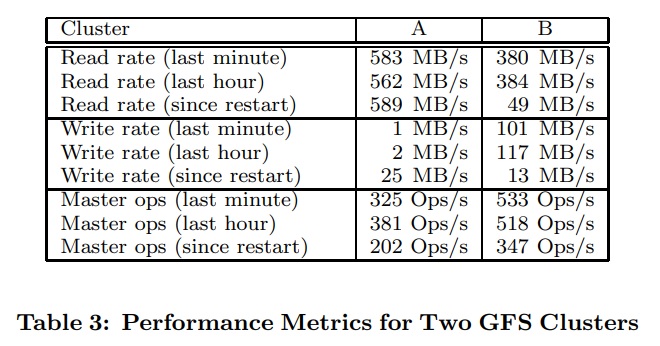 Cluster A B
Read rate (last minute) 583 MB/s 380 MB/s
Read rate (last hour) 562 MB/s 384 MB/s
Read rate (since restart) 589 MB/s 49 MB/s
Write rate (last minute) 1 MB/s 101 MB/s
Write rate (last hour) 2 MB/s 117 MB/s
Write rate (since restart) 25 MB/s 13 MB/s
Master ops (last minute) 325 Ops/s 533 Ops/s
Master ops (last hour) 381 Ops/s 518 Ops/s
Master ops (since restart) 202 Ops/s 347 Ops/s
Table 3: Performance Metrics for Two GFS Clusters